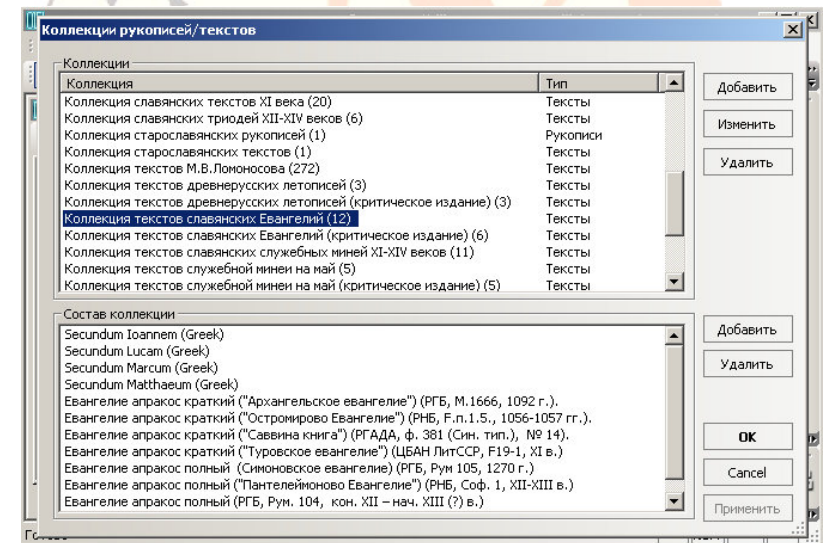 Коллекции рукописей/текстов
Коллекции
Коллекция Тип
Коллекция славянских текстов XI века (20) Тексты
Коллекция славянских триодей XII-XIV веков (6) Тексты
Коллекция старославянских рукописей (1) Рукописи
Коллекция старославянских текстов (1) Тексты
Коллекция текстов М.В.Ломоносова (272) Тексты
Коллекция текстов древнерусских летописей (3) Тексты
Коллекция текстов древнерусских летописей (критическое издание) (3) Тексты
Коллекция текстов славянских Евангелий (12) Тексты
Коллекция текстов славянских Евангелий (критическое издание) (6) Тексты
Коллекция текстов славянских служебных миней XI-XIV веков (11) Тексты
Коллекция текстов служебной минеи на май (5) Тексты
Коллекция текстов служебной минеи на май (критическое издание) (5) Тексты
Добавить
Изменить
Удалить
Состав коллекции
Secundum Ioannem (Greek)
Secundum Lucam (Greek)
Secundum Marcum (Greek)
Secundum Matthaeum (Greek)
Евангелие апракос краткий ("Архангельское евангелие") (РГБ, М.1666, 1092 г.).
Евангелие апракос краткий ("Остромирово Евангелие") (РНБ, F.п.1.5., 1056-1057 гг.).
Евангелие апракос краткий ("Саввина книга") (РГАДА, ф. 381 (Син. тип.), № 14).
Евангелие апракос краткий ("Туровское евангелие") (ЦБАН ЛитССР, F19-1, XI в.)
Евангелие апракос полный (Симоновское евангелие) (РГБ, Рум 105, 1270 г.)
Евангелие апракос полный ("Пантелеймоново Евангелие") (РНБ, Соф. 1, XII-XIII в.)
Евангелие апракос полный (РГБ, Рум. 104, кон. XII – нач. XIII (?) в.)
Добавить
Удалить
OK
Cancel
Применить